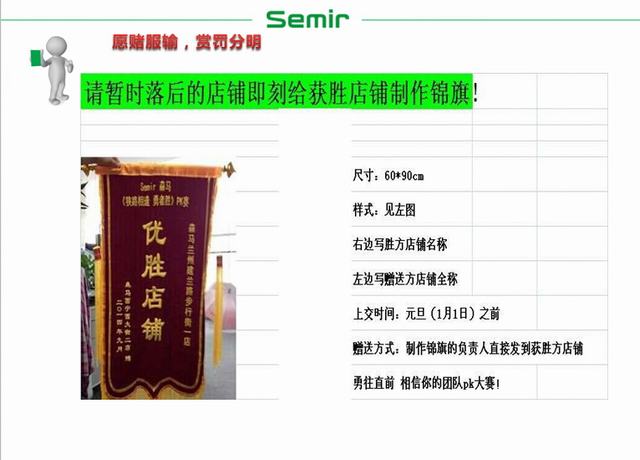 Semir
愿赌服输，赏罚分明
请暂时落后的店铺即刻给获胜店铺制作锦旗！
Semir 森马
《狭路相逢 勇者胜》PK赛
森马兰州建兰路步行街一店
优胜店铺
森马西宁西大街二店 赠
二〇一四年九月
尺寸：60*90cm
样式：见左图
右边写胜方店铺名称
左边写赠送方店铺全称
上交时间：元旦（1月1日）之前
赠送方式：制作锦旗的负责人直接发到获胜方店铺
勇往直前 相信你的团队pk大赛！